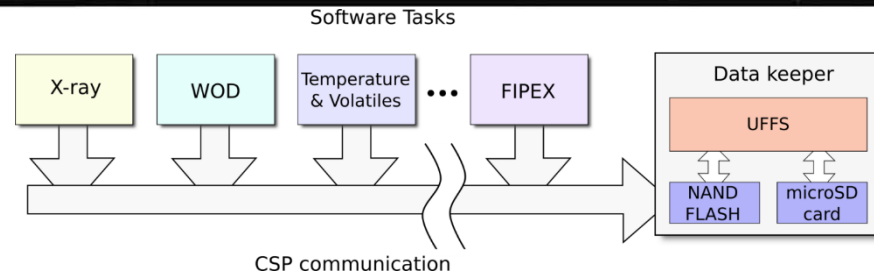 Software Tasks
X-ray
WOD
Temperature
& Volatiles
•••
FIPEX
Data keeper
UFFS
NAND
FLASH
microSD
card
CSP communication